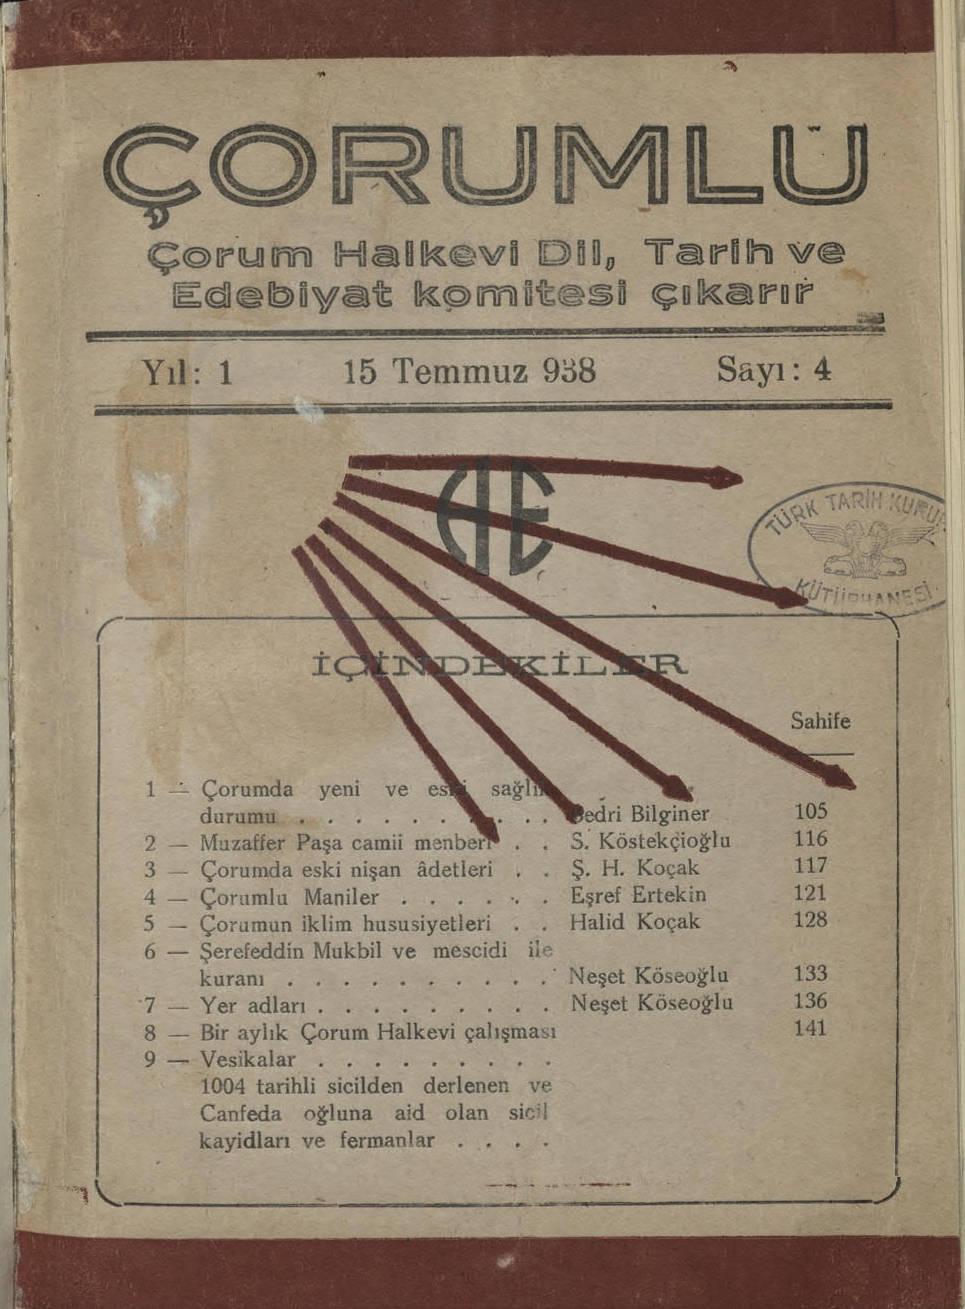 ÇORUMLU
Çorum Halkevi Dil, Tarih ve
Edebiyat komitesi çıkarır
Yıl: 1 15 Temmuz 938 Sayı: 4
HE
TÜRK TARİH KURUMU
KÜTÜPHANESİ
İÇİNDEKİLER
Sahife
1 — Çorumda yeni ve eski sağlık
durumu . . . . . . . . . . Bedri Bilginer 105
2 — Muzaffer Paşa camii menberi . . S. Köstekçioğlu 116
3 — Çorumda eski nişan âdetleri . . Ş. H. Koçak 117
4 — Çorumlu Maniler . . . . . . Eşref Ertekin 121
5 — Çorumun iklim hususiyetleri . . Halid Koçak 128
6 — Şerefeddin Mukbil ve mescidi ile
kuranı . . . . . . . . . . Neşet Köseoğlu 133
7 — Yer adları . . . . . . . . . Neşet Köseoğlu 136
8 — Bir aylık Çorum Halkevi çalışması 141
9 — Vesikalar . . . . . . . . .
1004 tarihli sicilden derlenen ve
Canfeda oğluna aid olan sicil
kayidları ve fermanlar . . . .